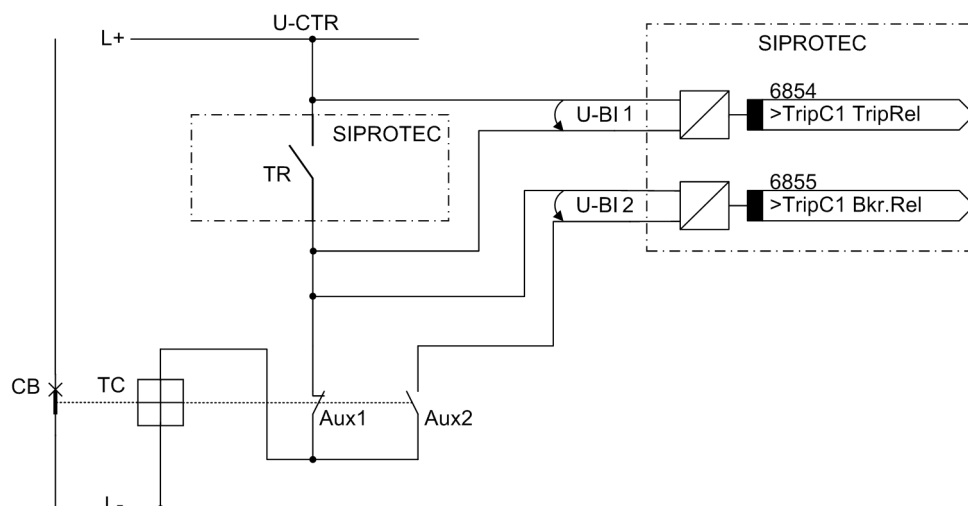 U-CTR
L+
SIPROTEC
6854
>TripC1 TripRel
U-BI 1
SIPROTEC
TR
6855
>TripC1 Bkr.Rel
U-BI 2
CB
TC
Aux1
Aux2
L-